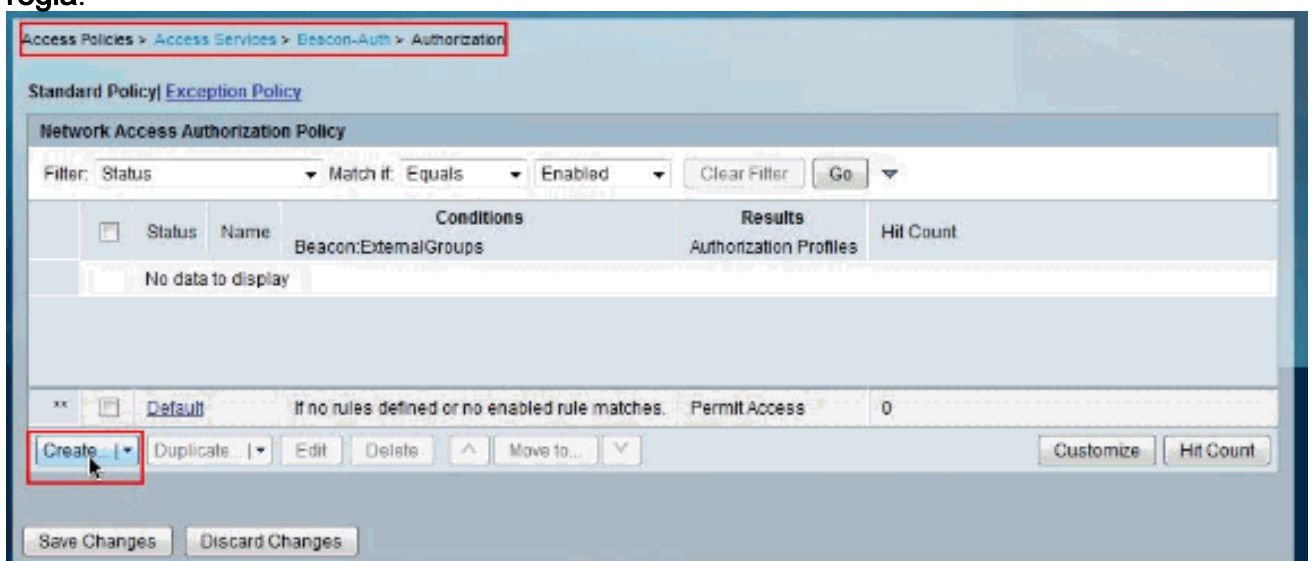 regla.
Access Policies > Access Services > Beacon-Auth > Authorization
Standard Policy| Exception Policy
Network Access Authorization Policy
Filter: Status Match if: Equals Enabled Clear Filter Go
Status Name Conditions Results Hit Count
Beacon:ExternalGroups Authorization Profiles
No data to display
** Default If no rules defined or no enabled rule matches. Permit Access 0
Create... Duplicate... Edit Delete Move to... Customize Hit Count
Save Changes Discard Changes